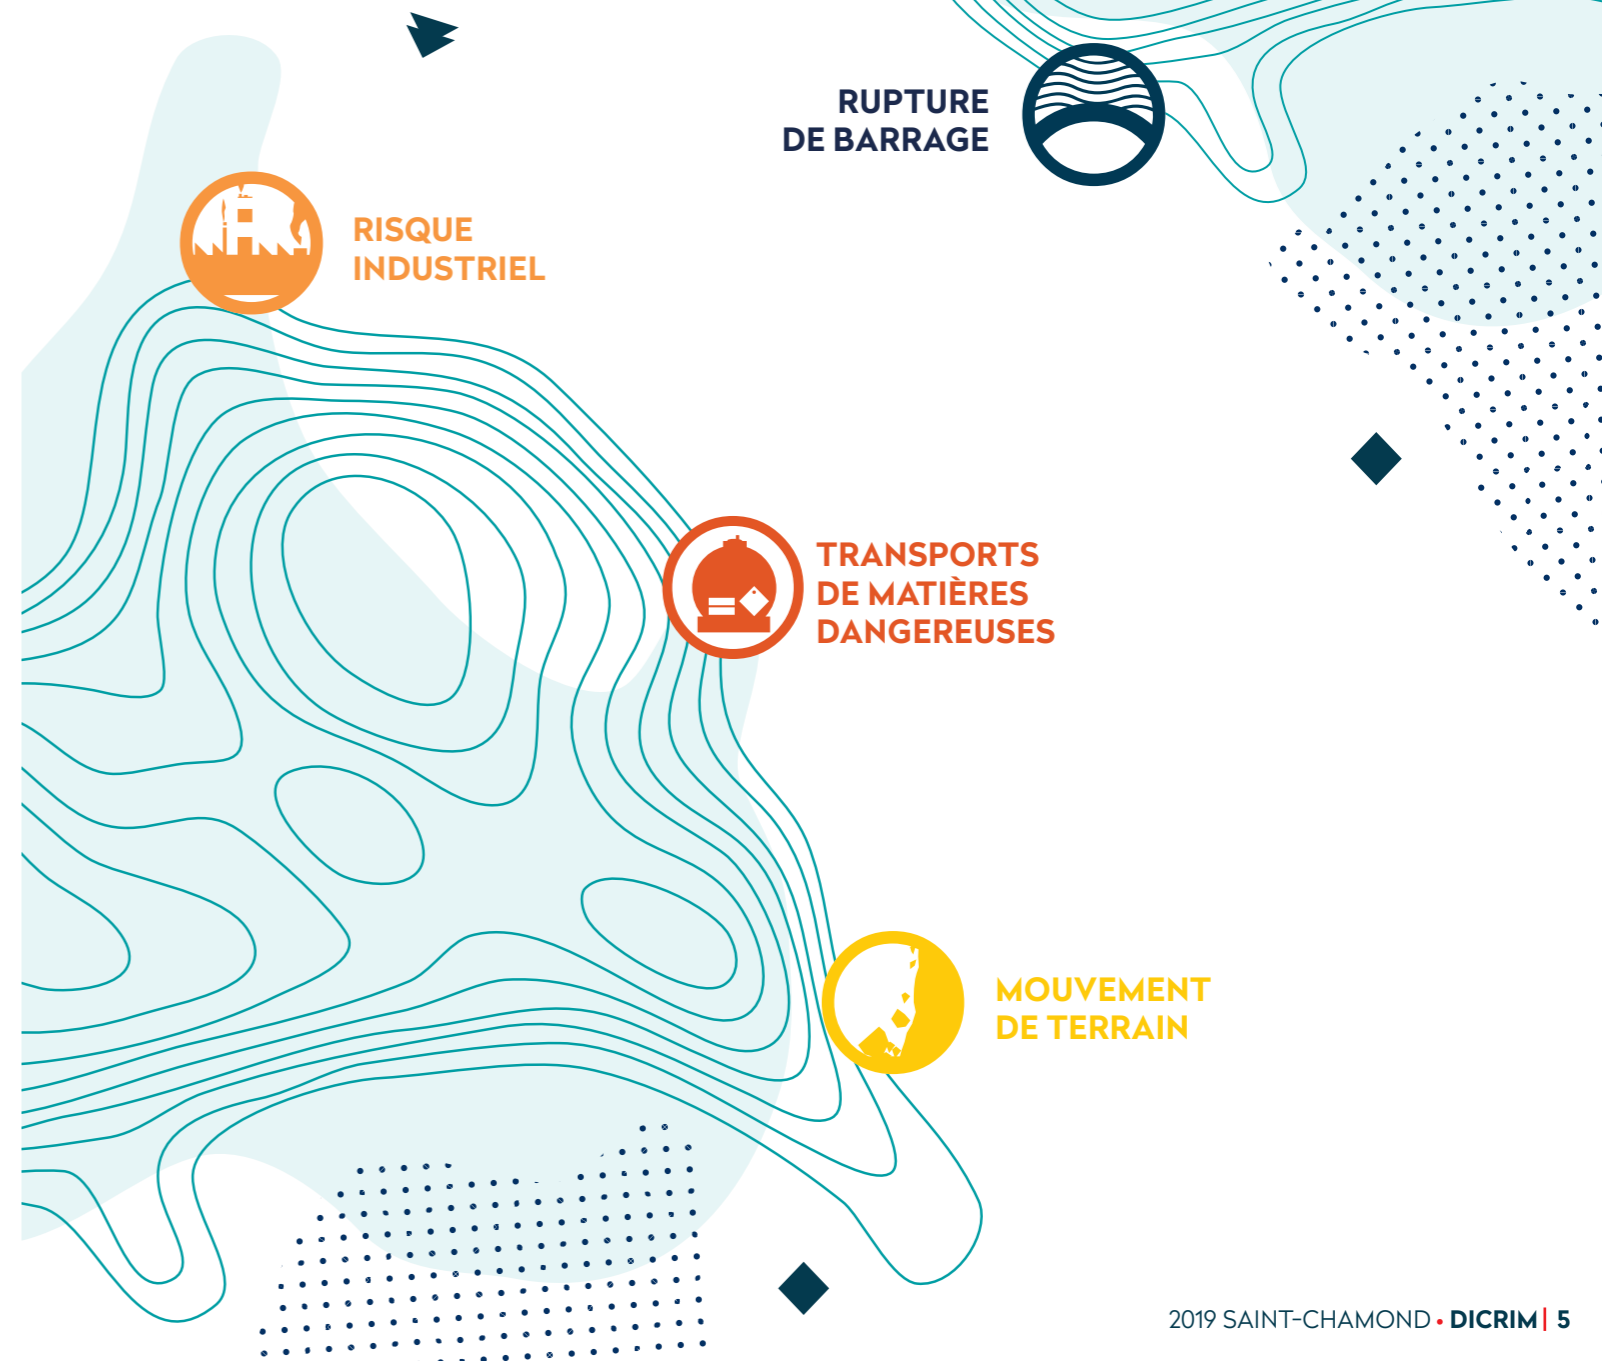 RUPTURE
DE BARRAGE
RISQUE
INDUSTRIEL
TRANSPORTS
DE MATIÈRES
DANGEREUSES
MOUVEMENT
DE TERRAIN
2019 SAINT-CHAMOND • DICRIM | 5